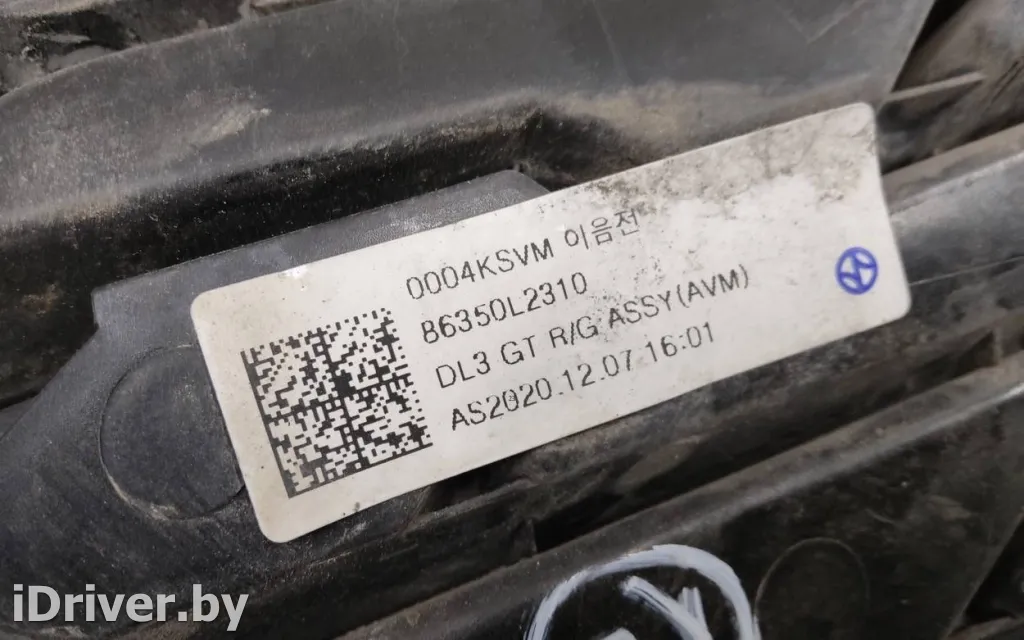 0004KSVM 이음전
86350L2310
DL3 GT R/G ASSY(AVM)
AS2020.12.07 16:01
iDriver.by